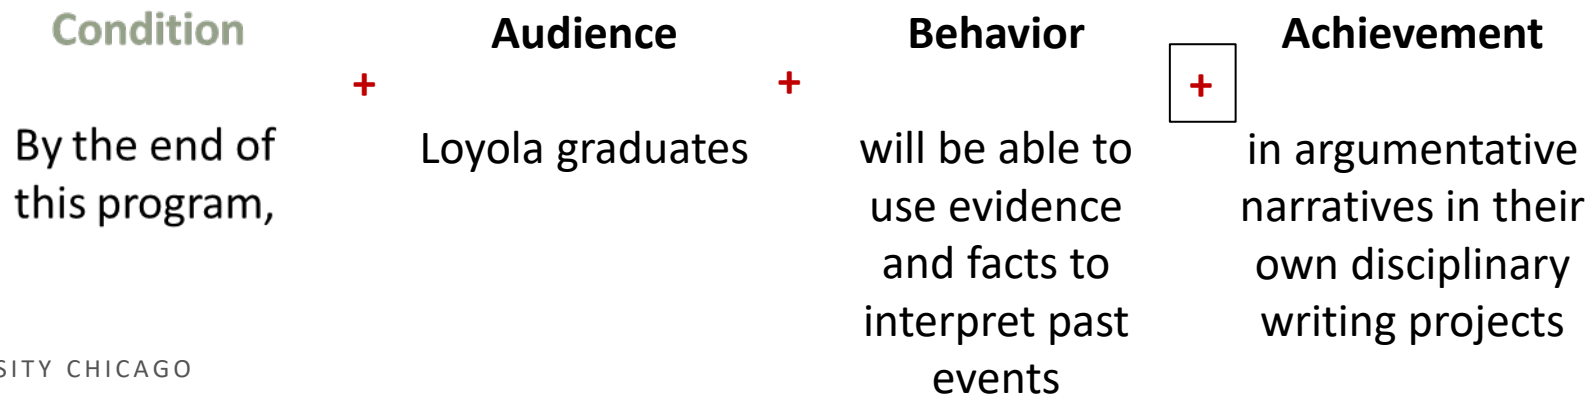 Condition
+
Audience
+
Behavior
+
Achievement
By the end of
this program,
Loyola graduates
will be able to
use evidence
and facts to
interpret past
events
in argumentative
narratives in their
own disciplinary
writing projects
SITY CHICAGO